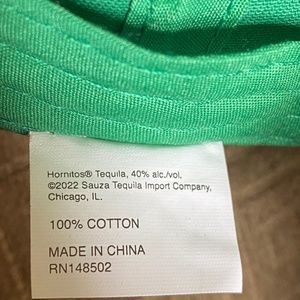 Hornitos® Tequila, 40% alc./vol.
©2022 Sauza Tequila Import Company,
Chicago, IL.
100% COTTON
MADE IN CHINA
RN148502